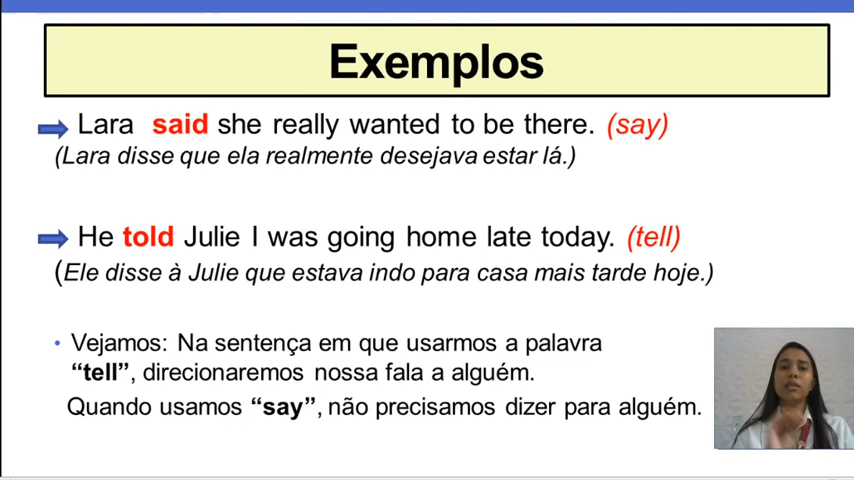 Exemplos
Lara said she really wanted to be there. (say)
(Lara disse que ela realmente desejava estar lá.)
He told Julie I was going home late today. (tell)
(Ele disse à Julie que estava indo para casa mais tarde hoje.)
• Vejamos: Na sentença em que usarmos a palavra
“tell”, direcionaremos nossa fala a alguém.
Quando usamos “say”, não precisamos dizer para alguém.